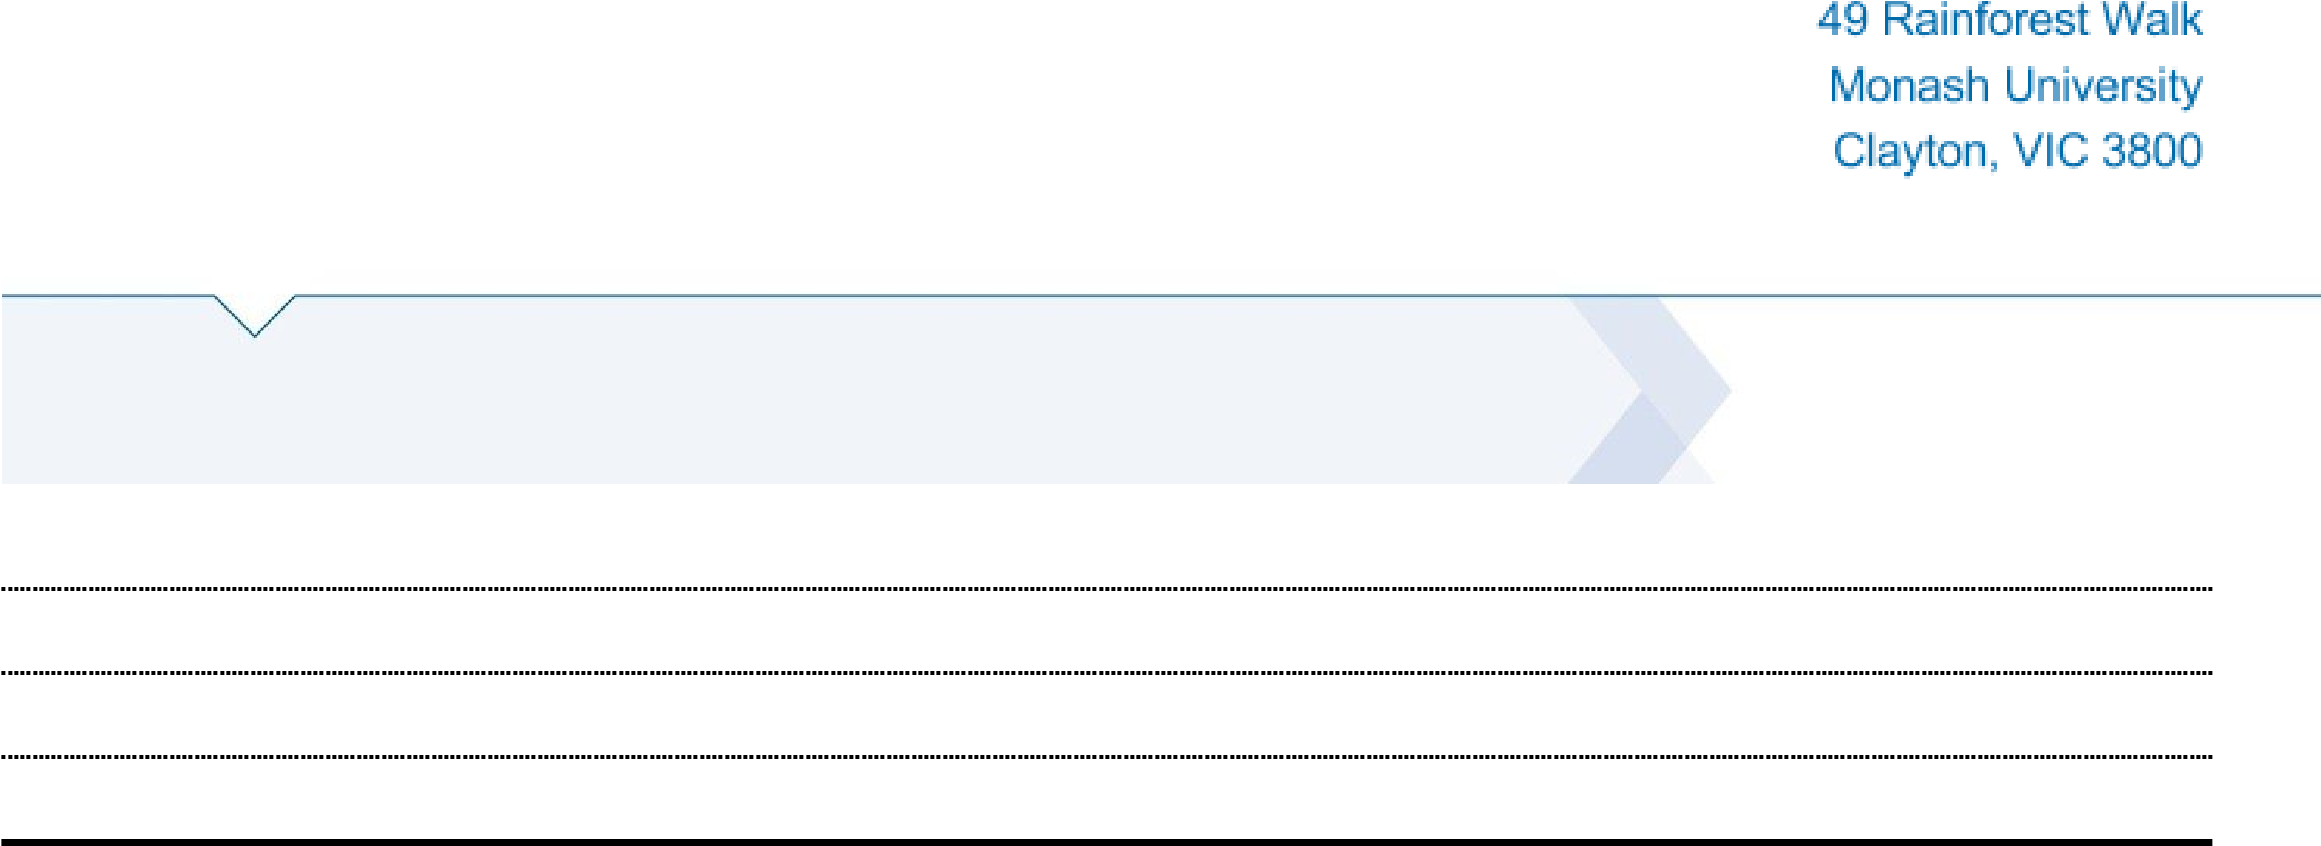 49 Rainforest Walk
Monash University
Clayton, VIC 3800